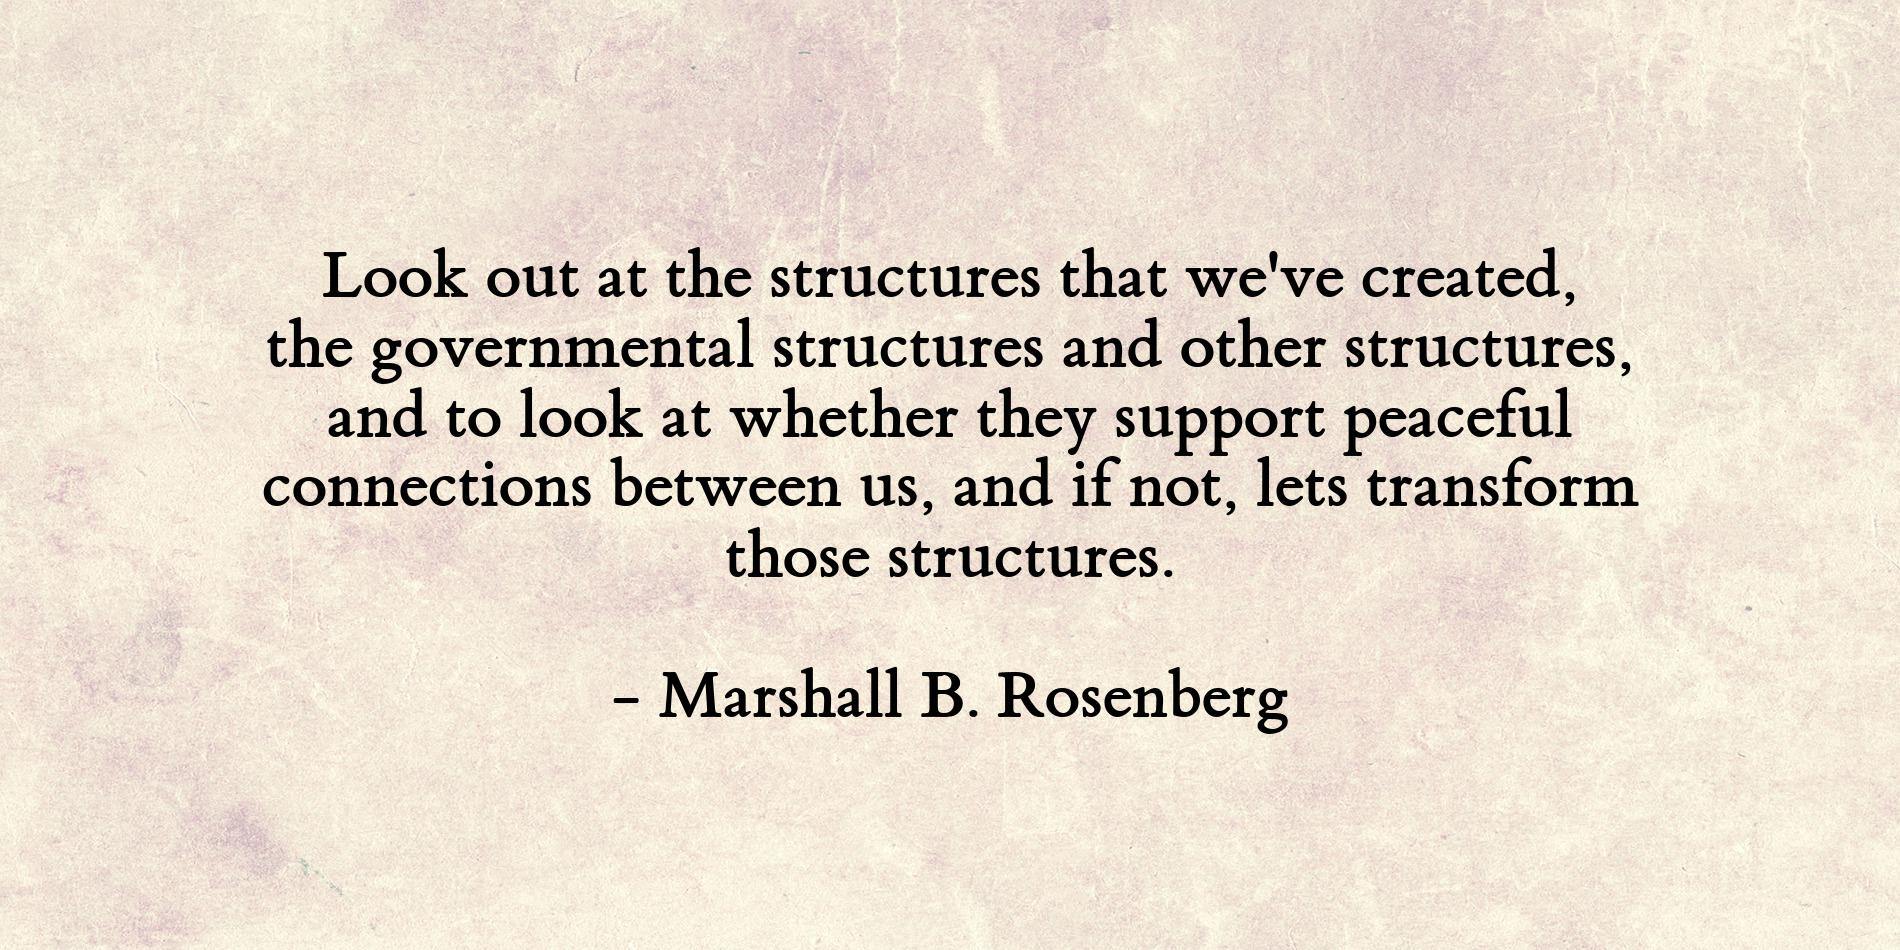 Look out at the structures that we've created,
the governmental structures and other structures,
and to look at whether they support peaceful
connections between us, and if not, lets transform
those structures.
– Marshall B. Rosenberg